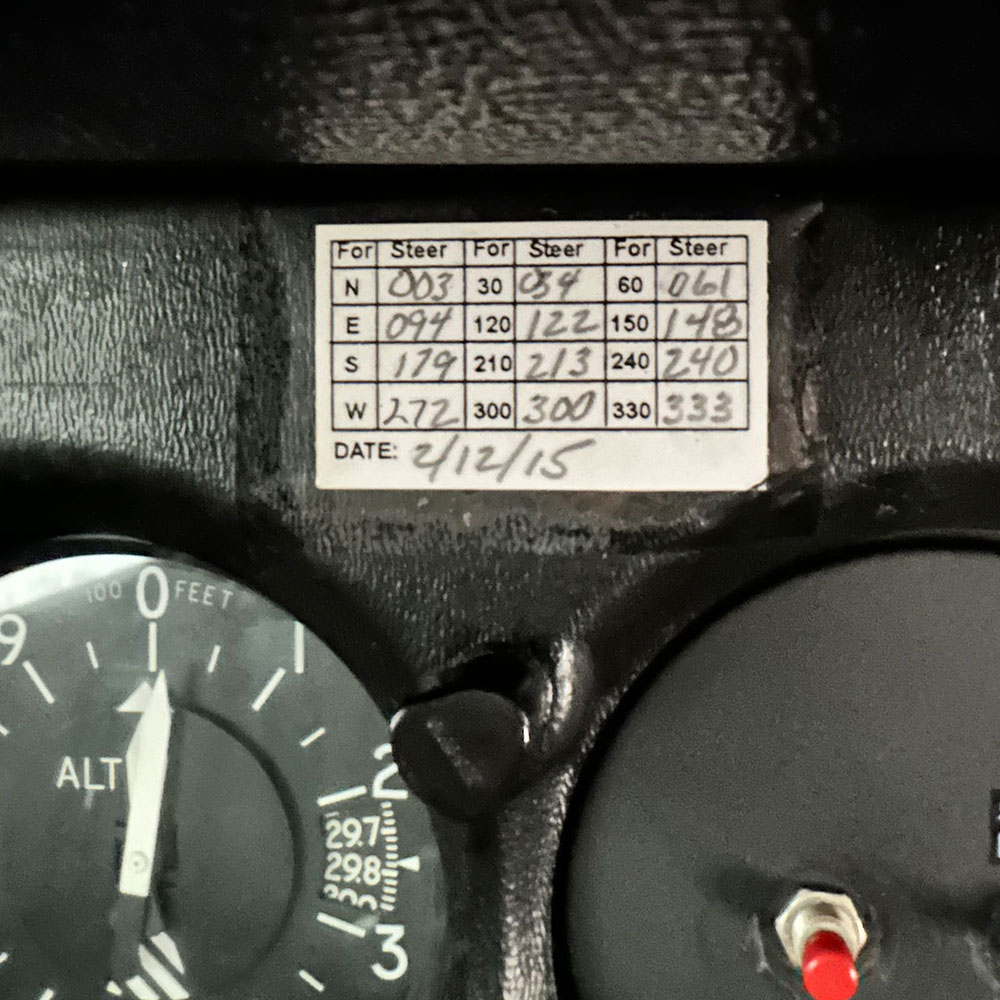 For Steer For Steer For Steer
N 003 30 034 60 061
E 094 120 122 150 148
S 179 210 213 240 240
W 272 300 300 330 333
DATE: 2/12/15
100 0 FEET
9 1
ALT 2
29.7
29.8
3